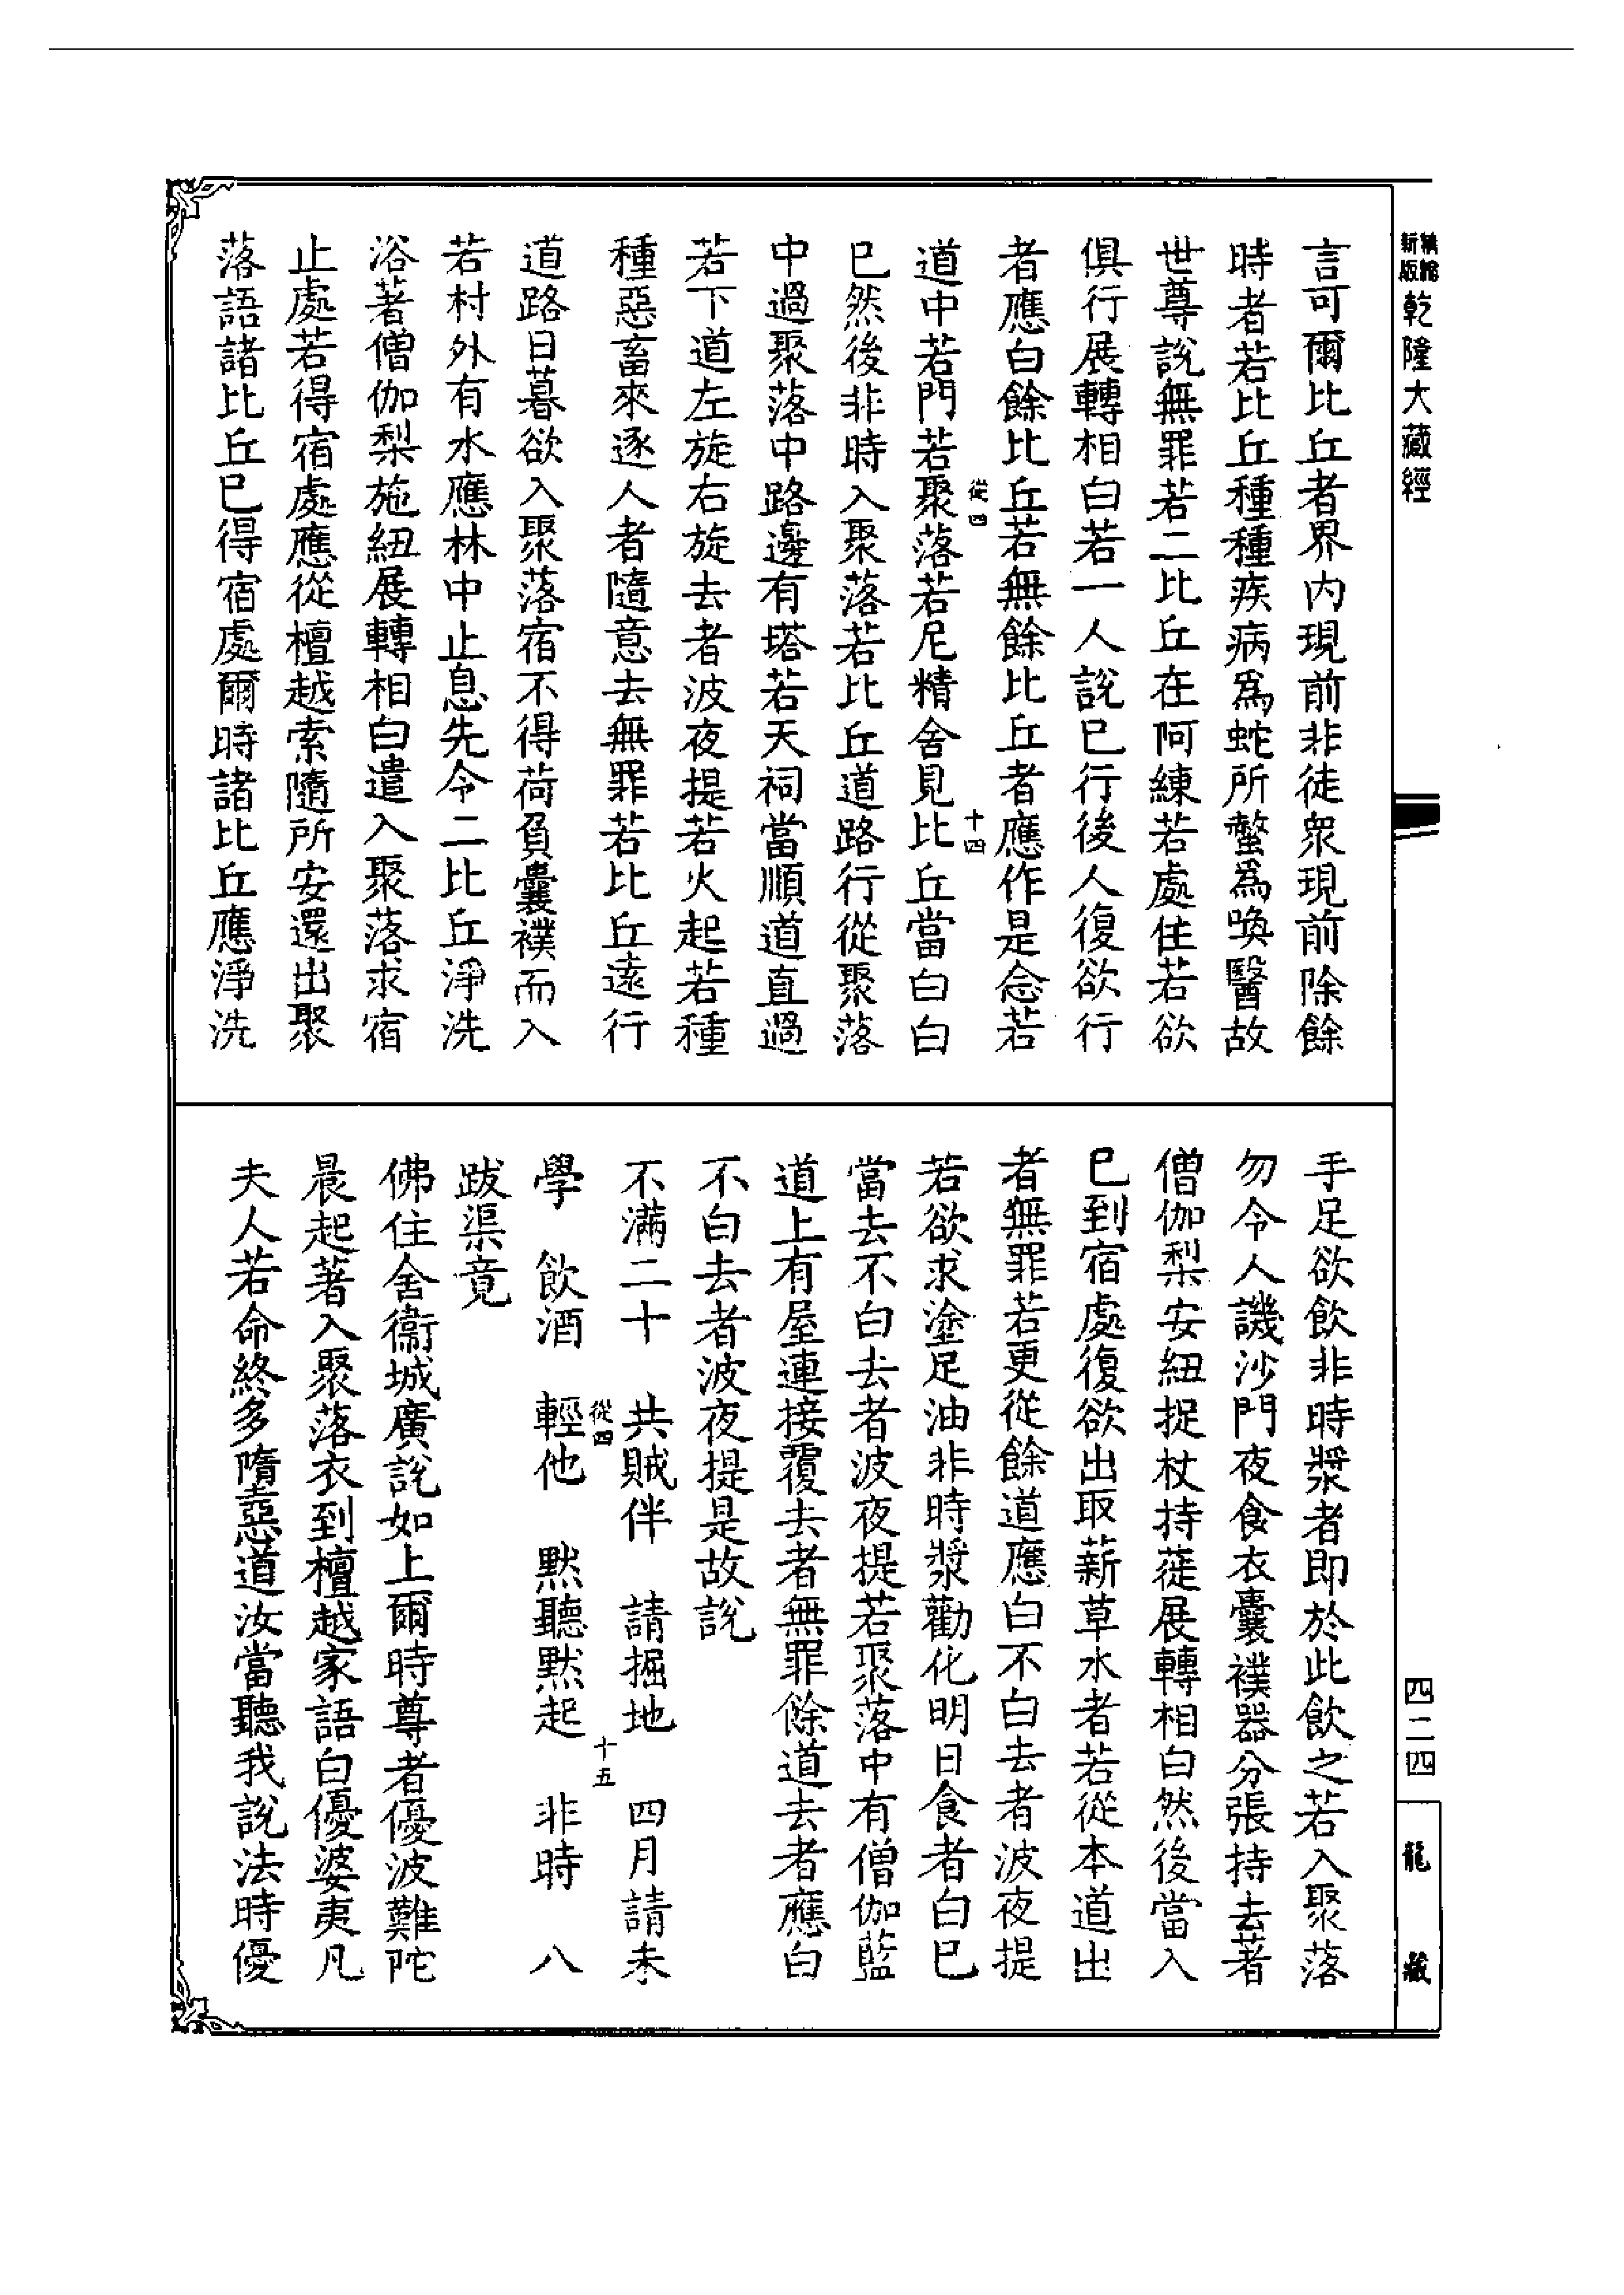 新版
精縮
乾隆大藏經
言可爾比丘者界内現前非徒衆現前除餘
時者若比丘種種疾病爲蛇所螫爲喚醫故
世尊説無罪若二比丘在阿練若處住若欲
俱行展轉相白若一人説已行後人復欲行
者應白餘比丘若無餘比丘者應作是念若
從四
十四
道中若門若聚落若尼精舍見比丘當白白
已然後非時入聚落若比丘道路行從聚落
中過聚落中路邊有塔若天祠當順道直過
若下道左旋右旋去者波夜提若火起若種
種惡畜來逐人者隨意去無罪若比丘遠行
道路日暮欲入聚落宿不得荷負囊襆而入
若村外有水應林中止息先令二比丘淨洗
浴著僧伽梨施紐展轉相白遣入聚落求宿
止處若得宿處應從檀越索隨所安還出聚
落語諸比丘已得宿處爾時諸比丘應淨洗
手足欲飲非時漿者即於此飲之若入聚落
勿令人譏沙門夜食衣囊襆器分張持去著
僧伽梨安紐捉杖持蓰展轉相白然後當入
已到宿處復欲出取薪草水者若從本道出
者無罪若更從餘道應白不白去者波夜提
若欲求塗足油非時漿勸化明日食者白已
當去不白去者波夜提若聚落中有僧伽藍
道上有屋連接覆去者無罪餘道去者應白
不白去者波夜提是故説
不滿二十　共賊伴　請掘地　四月請未
從四
十五
學　飲酒　輕他　默聽默起　非時　八
跋渠竟
佛住舍衞城廣説如上爾時尊者優波難陀
晨起著入聚落衣到檀越家語白優婆夷凡
夫人若命終多墮惡道汝當聽我説法時優
四二四
龍藏